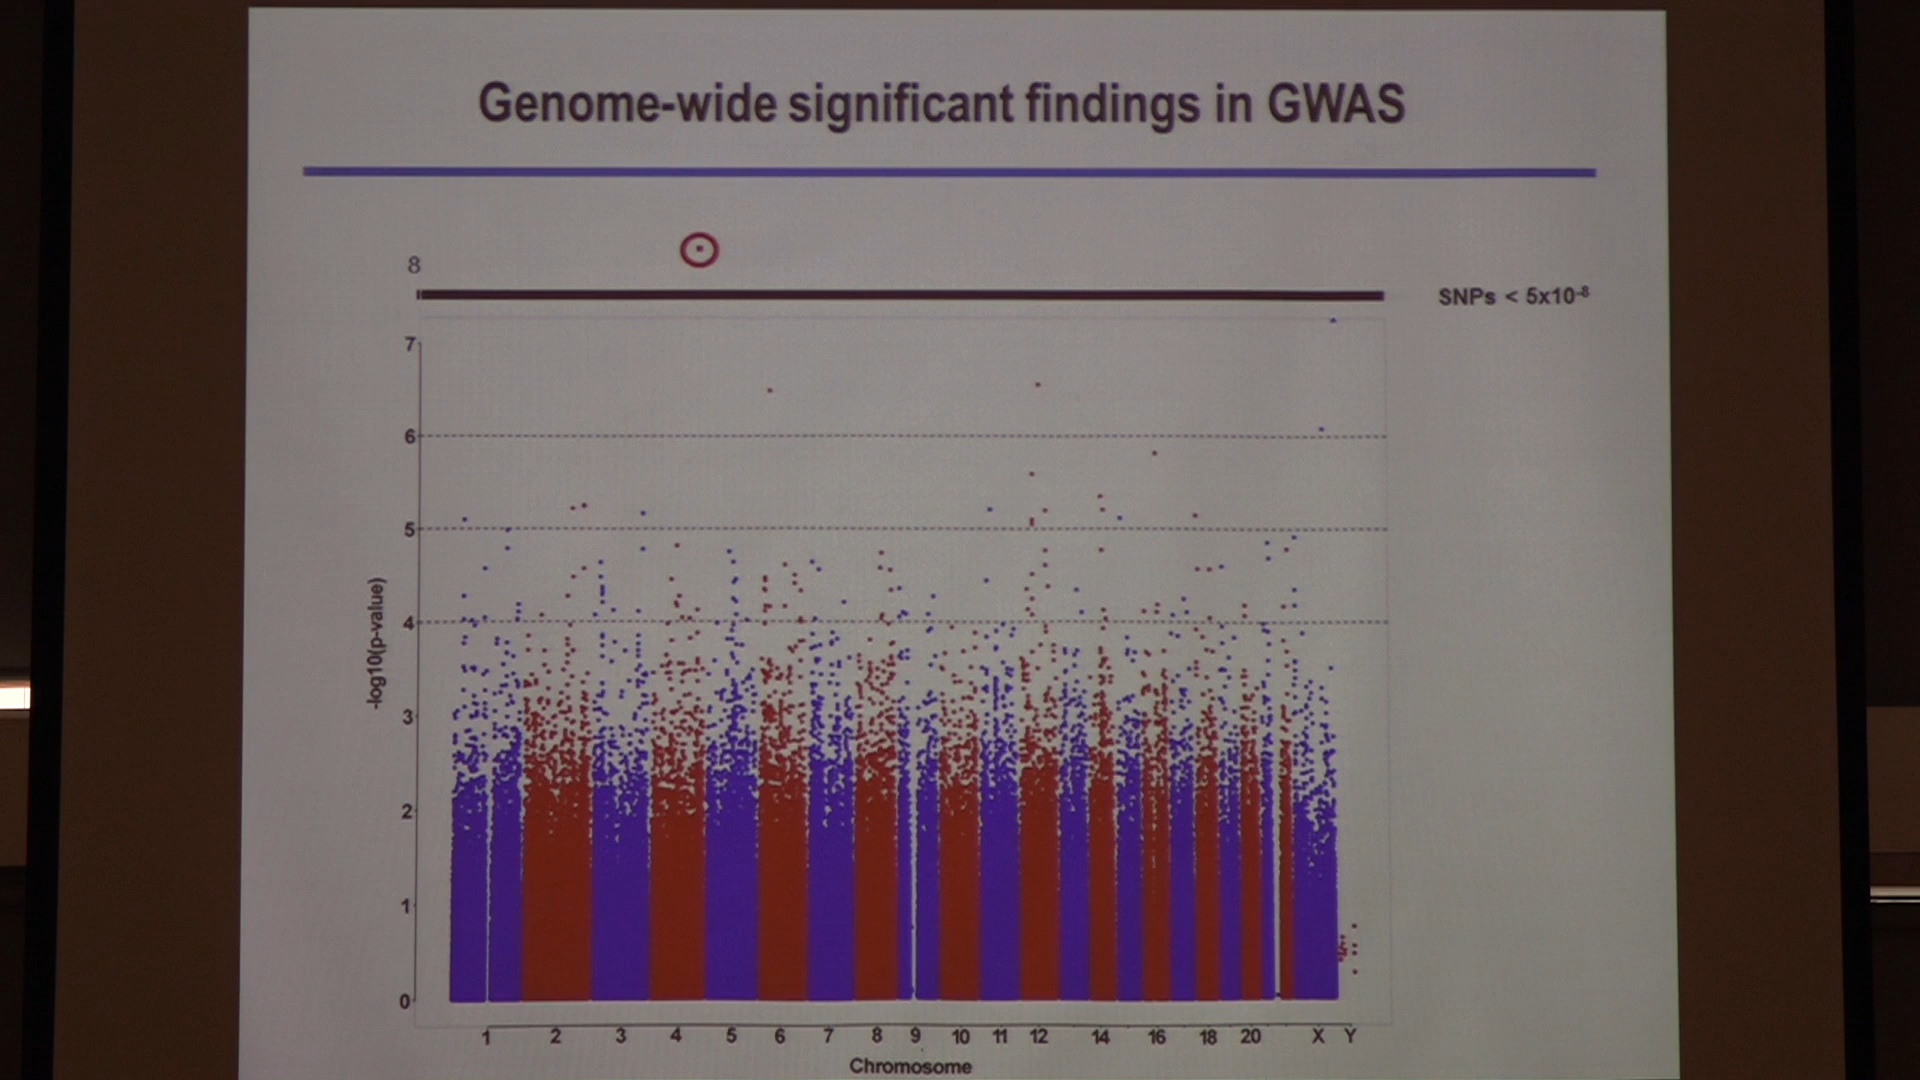 Genome-wide significant findings in GWAS
8
SNPs < 5x10⁻⁸
7
6
5
4
3
2
1
0
-log10(p-value)
1 2 3 4 5 6 7 8 9 10 11 12 14 16 18 20 X Y
Chromosome